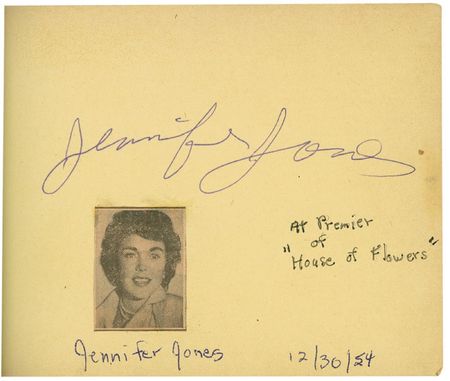 Jennifer Jones
At Premier
of
"House of Flowers"
Jennifer Jones
12/30/54